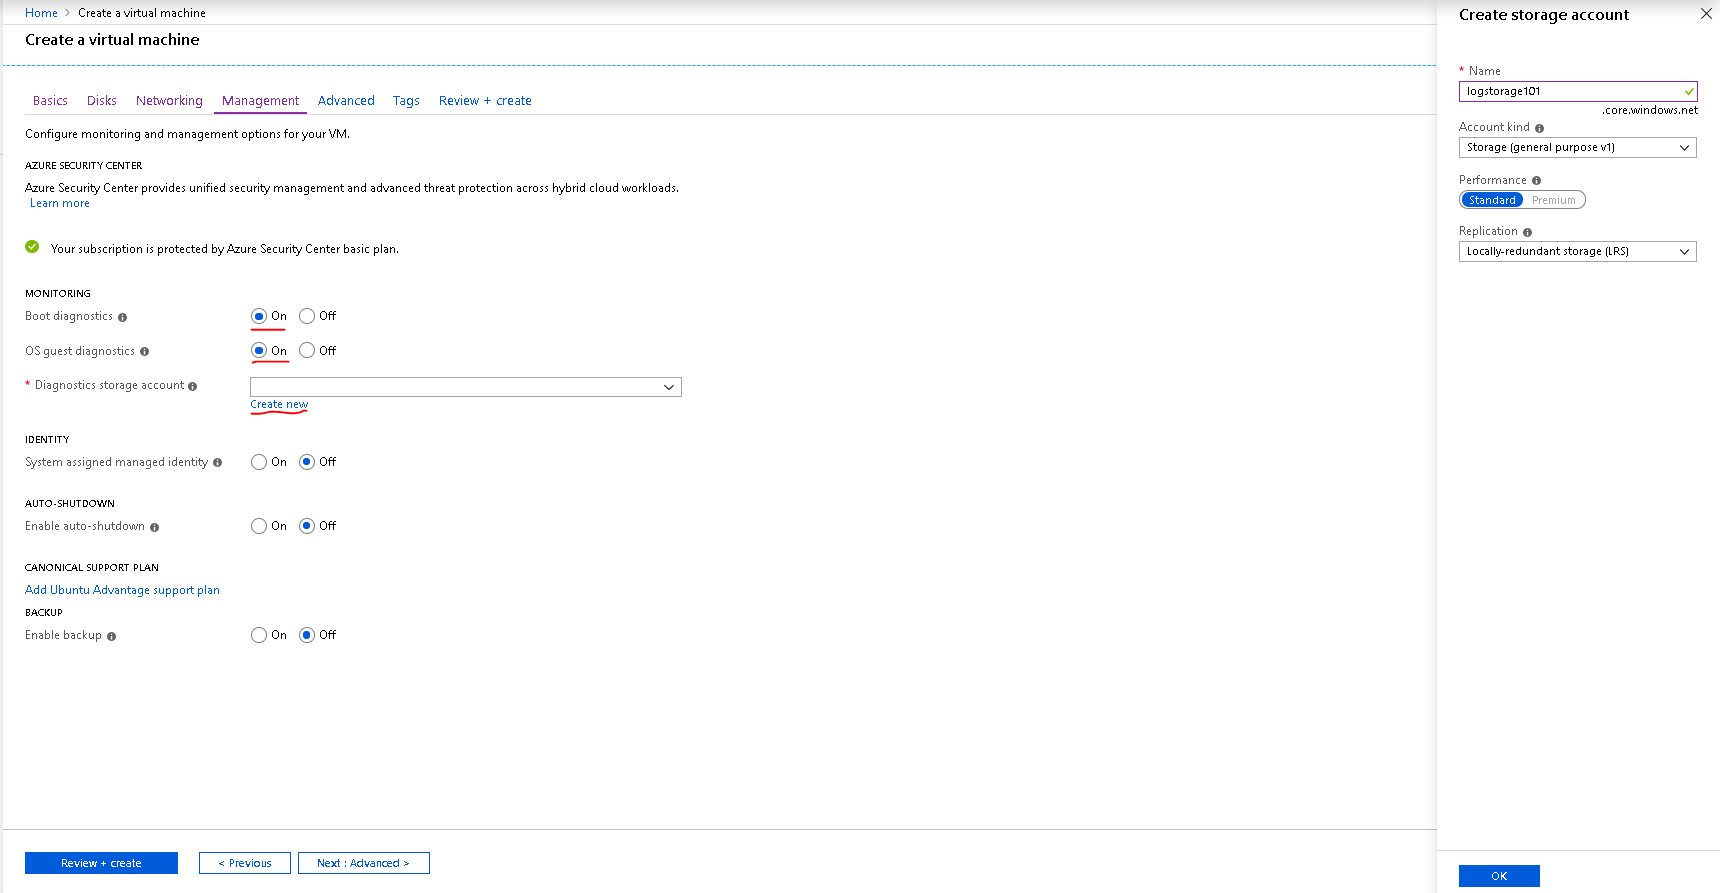 Home > Create a virtual machine
Create a virtual machine
Basics Disks Networking Management Advanced Tags Review + create
Configure monitoring and management options for your VM.
AZURE SECURITY CENTER
Azure Security Center provides unified security management and advanced threat protection across hybrid cloud workloads.
Learn more
Your subscription is protected by Azure Security Center basic plan.
MONITORING
Boot diagnostics On Off
OS guest diagnostics On Off
* Diagnostics storage account
Create new
IDENTITY
System assigned managed identity On Off
AUTO-SHUTDOWN
Enable auto-shutdown On Off
CANONICAL SUPPORT PLAN
Add Ubuntu Advantage support plan
BACKUP
Enable backup On Off
Review + create < Previous Next : Advanced >
Create storage account
* Name
logstorage101
.core.windows.net
Account kind
Storage (general purpose v1)
Performance
Standard Premium
Replication
Locally-redundant storage (LRS)
OK